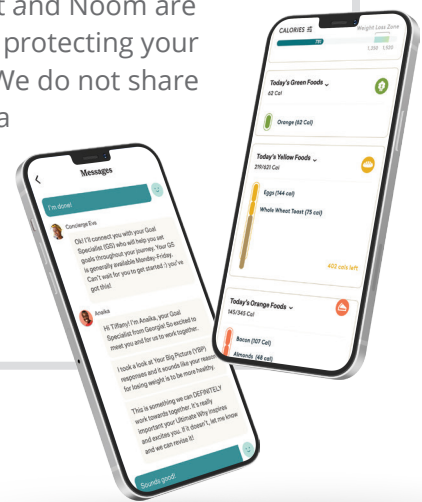 t and Noom are
protecting your
We do not share
a
CALORIES
Weight Loss Zone
1,350 1,520
Today's Green Foods
62 Cal
Orange (62 Cal)
Today's Yellow Foods
219/621 Cal
Eggs (144 cal)
Whole Wheat Toast (75 cal)
402 cals left
Today's Orange Foods
145/345 Cal
Bacon (107 Cal)
Almonds (48 cal)
Messages
I'm done!
Concierge Eva
Ok! I'll connect you with your Goal
Specialist (GS) who will help you set
goals throughout your journey. Your GS
is generally available Monday-Friday.
Can't wait for you to get started :) you've
got this!
Anaika
Hi Tiffany! I'm Anaika, your Goal
Specialist from Georgia! So excited to
meet you and for us to work together.
I took a look at Your Big Picture (YBP)
responses and it sounds like your reason
for losing weight is to be more healthy.
This is something we can DEFINITELY
work towards together. It's really
important your Ultimate Why inspires
and excites you. If it doesn't, let me know
and we can revise it!
Sounds good!